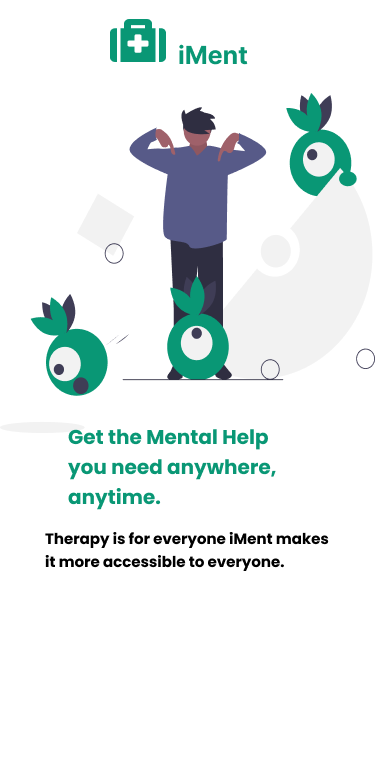 iMent
Get the Mental Help
you need anywhere,
anytime.
Therapy is for everyone iMent makes
it more accessible to everyone.